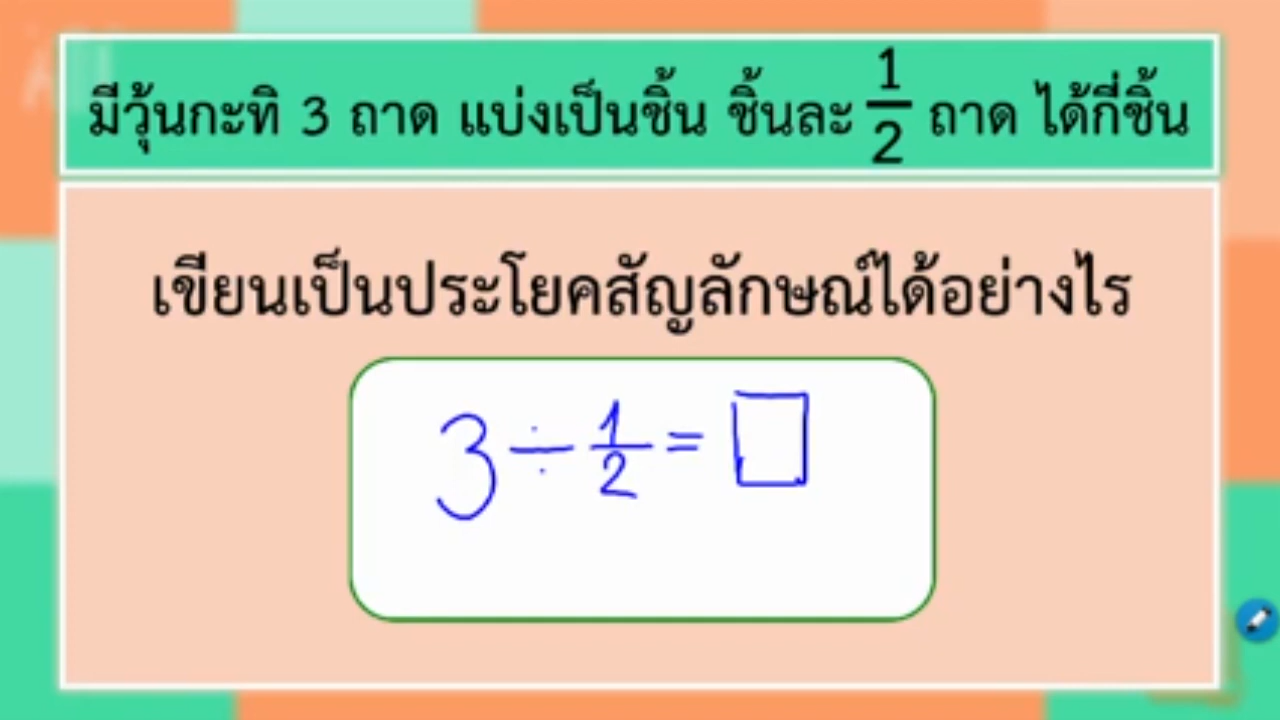 มีวุ้นกะทิ 3 ถาด แบ่งเป็นชิ้น ชิ้นละ 1/2 ถาด ได้กี่ชิ้น
เขียนเป็นประโยคสัญลักษณ์ได้อย่างไร
3 ÷ 1/2 = □